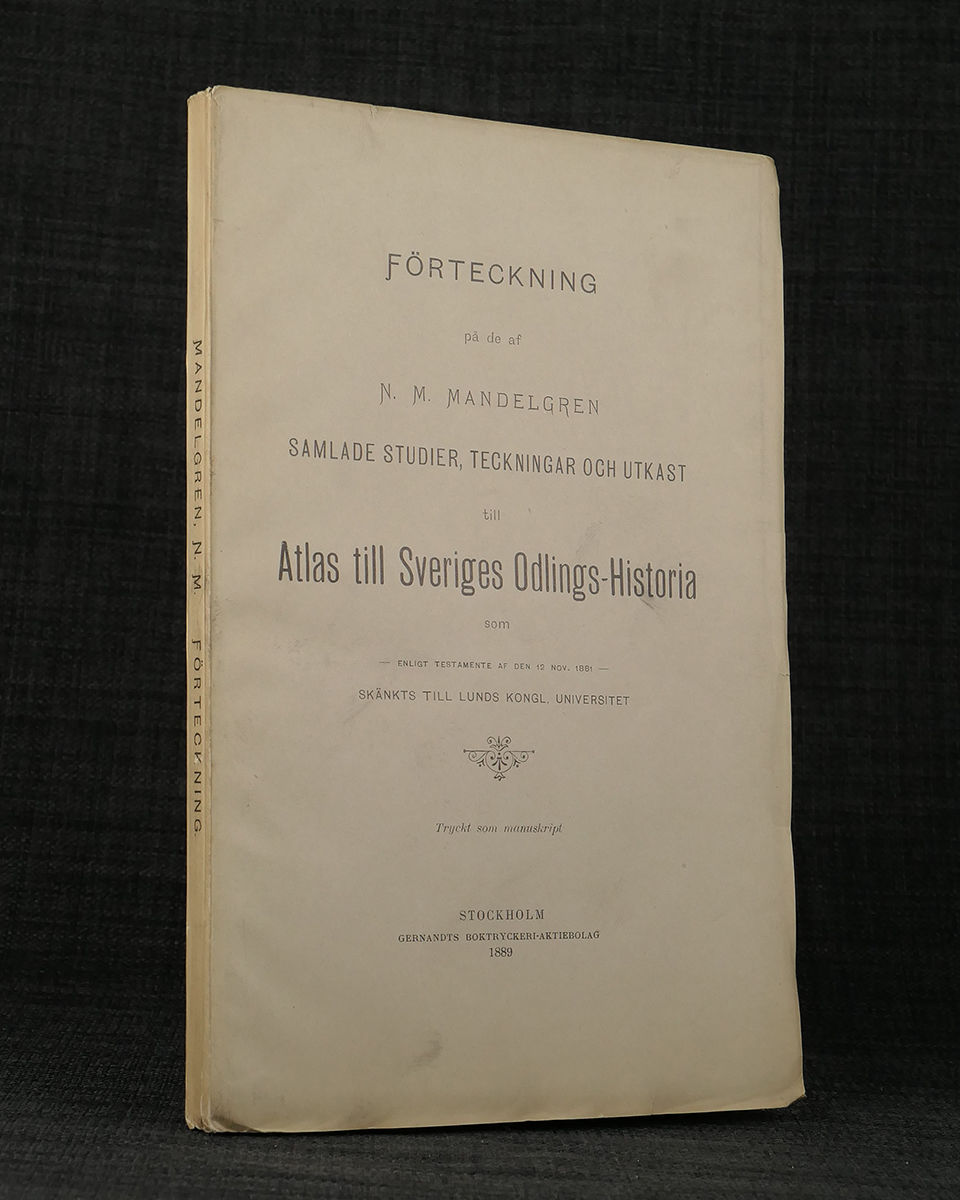 FÖRTECKNING
på de af
N. M. MANDELGREN
SAMLADE STUDIER, TECKNINGAR OCH UTKAST
till
Atlas till Sveriges Odlings-Historia
som
— ENLIGT TESTAMENTE AF DEN 12 NOV. 1881 —
SKÄNKTS TILL LUNDS KONGL. UNIVERSITET
Tryckt som manuskript
STOCKHOLM
GERNANDTS BOKTRYCKERI-AKTIEBOLAG
1889
MANDELGREN, N. M. FÖRTECKNING.